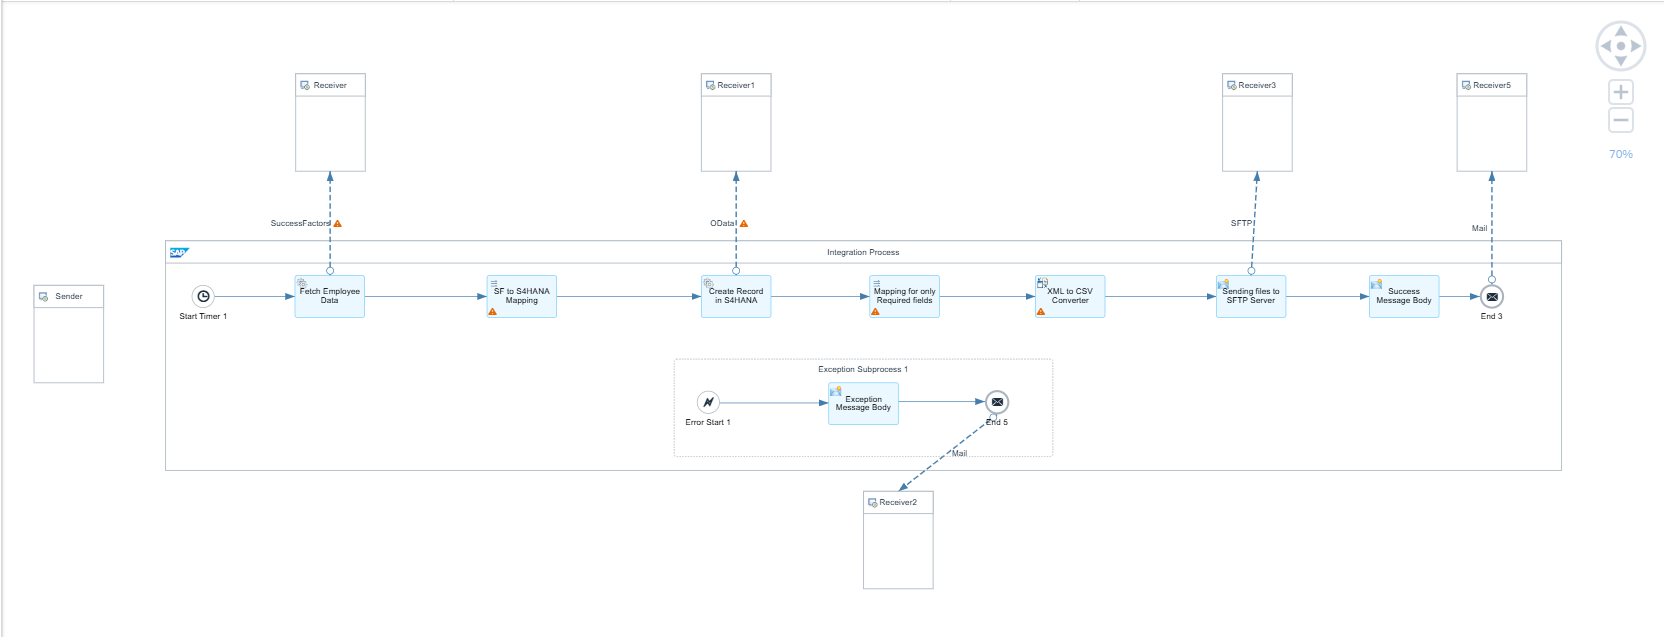 Receiver
Receiver1
Receiver3
Receiver5
70%
SuccessFactors
OData
SFTP
Mail
SAP
Integration Process
Sender
Fetch Employee
Data
SF to S4HANA
Mapping
Create Record
in S4HANA
Mapping for only
Required fields
XML to CSV
Converter
Sending files to
SFTP Server
Success
Message Body
Start Timer 1
End 3
Exception Subprocess 1
Exception
Message Body
Error Start 1
End 5
Mail
Receiver2